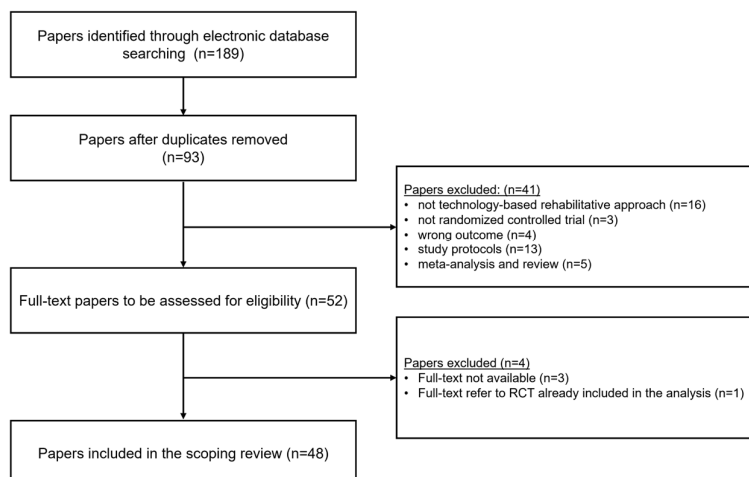 Papers identified through electronic database
searching (n=189)
Papers after duplicates removed
(n=93)
Papers excluded: (n=41)
• not technology-based rehabilitative approach (n=16)
• not randomized controlled trial (n=3)
• wrong outcome (n=4)
• study protocols (n=13)
• meta-analysis and review (n=5)
Full-text papers to be assessed for eligibility (n=52)
Papers excluded (n=4)
• Full-text not available (n=3)
• Full-text refer to RCT already included in the analysis (n=1)
Papers included in the scoping review (n=48)